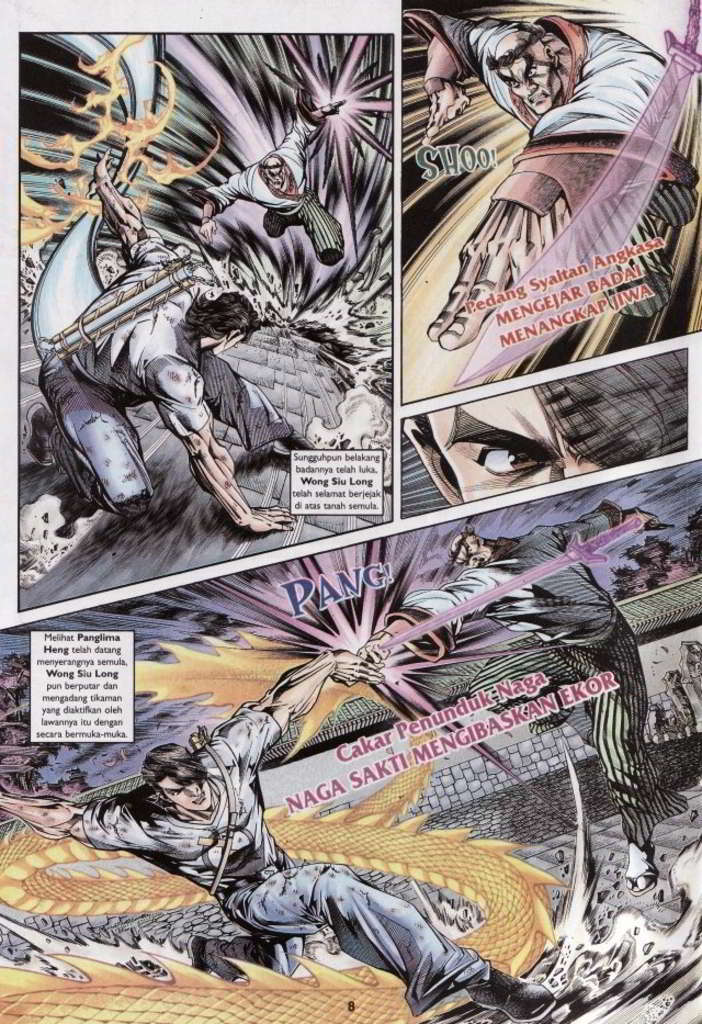 Sungguhpun belakang
badannya telah luka,
Wong Siu Long
telah selamat berjejak
di atas tanah semula.
SHOO!
Pedang Syaitan Angkasa
MENGEJAR BADAI
MENANGKAP JIWA
Melihat Panglima
Heng telah datang
menyerangnya semula,
Wong Siu Long
pun berputar dan
mengadang tikaman
yang diaktifkan oleh
lawannya itu dengan
secara bermuka-muka.
PANG!
Cakar Penunduk Naga
NAGA SAKTI MENGIBASKAN EKOR
8